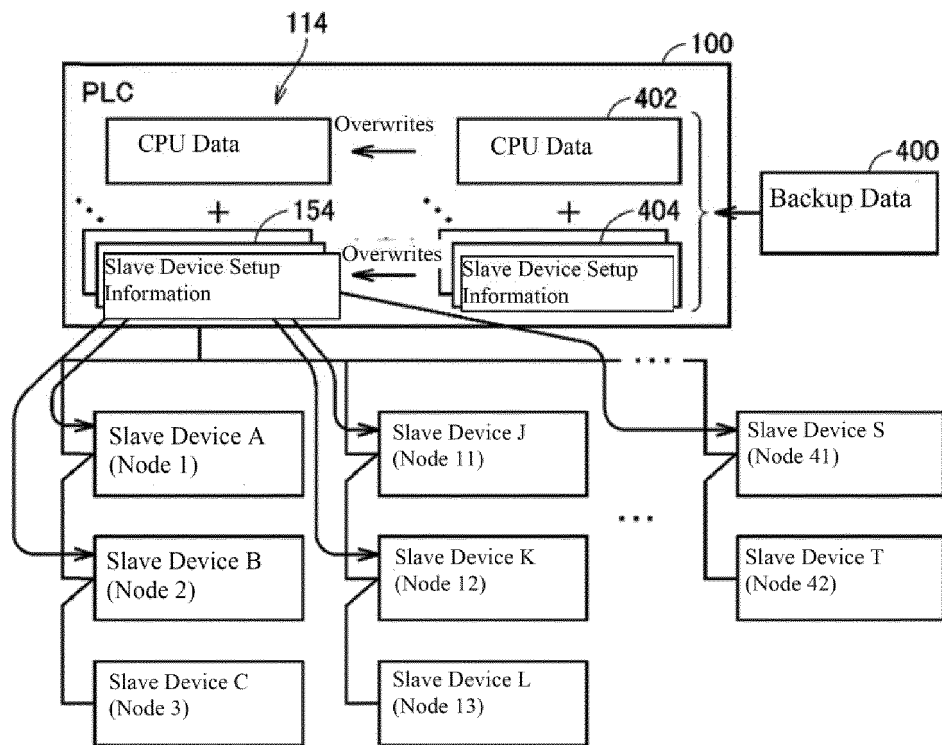 114
100
PLC
402
CPU Data
Overwrites
CPU Data
400
Backup Data
+
154
+
404
Overwrites
Slave Device Setup
Information
Slave Device Setup
Information
Slave Device A
(Node 1)
Slave Device J
(Node 11)
Slave Device S
(Node 41)
Slave Device B
(Node 2)
Slave Device K
(Node 12)
Slave Device T
(Node 42)
Slave Device C
(Node 3)
Slave Device L
(Node 13)